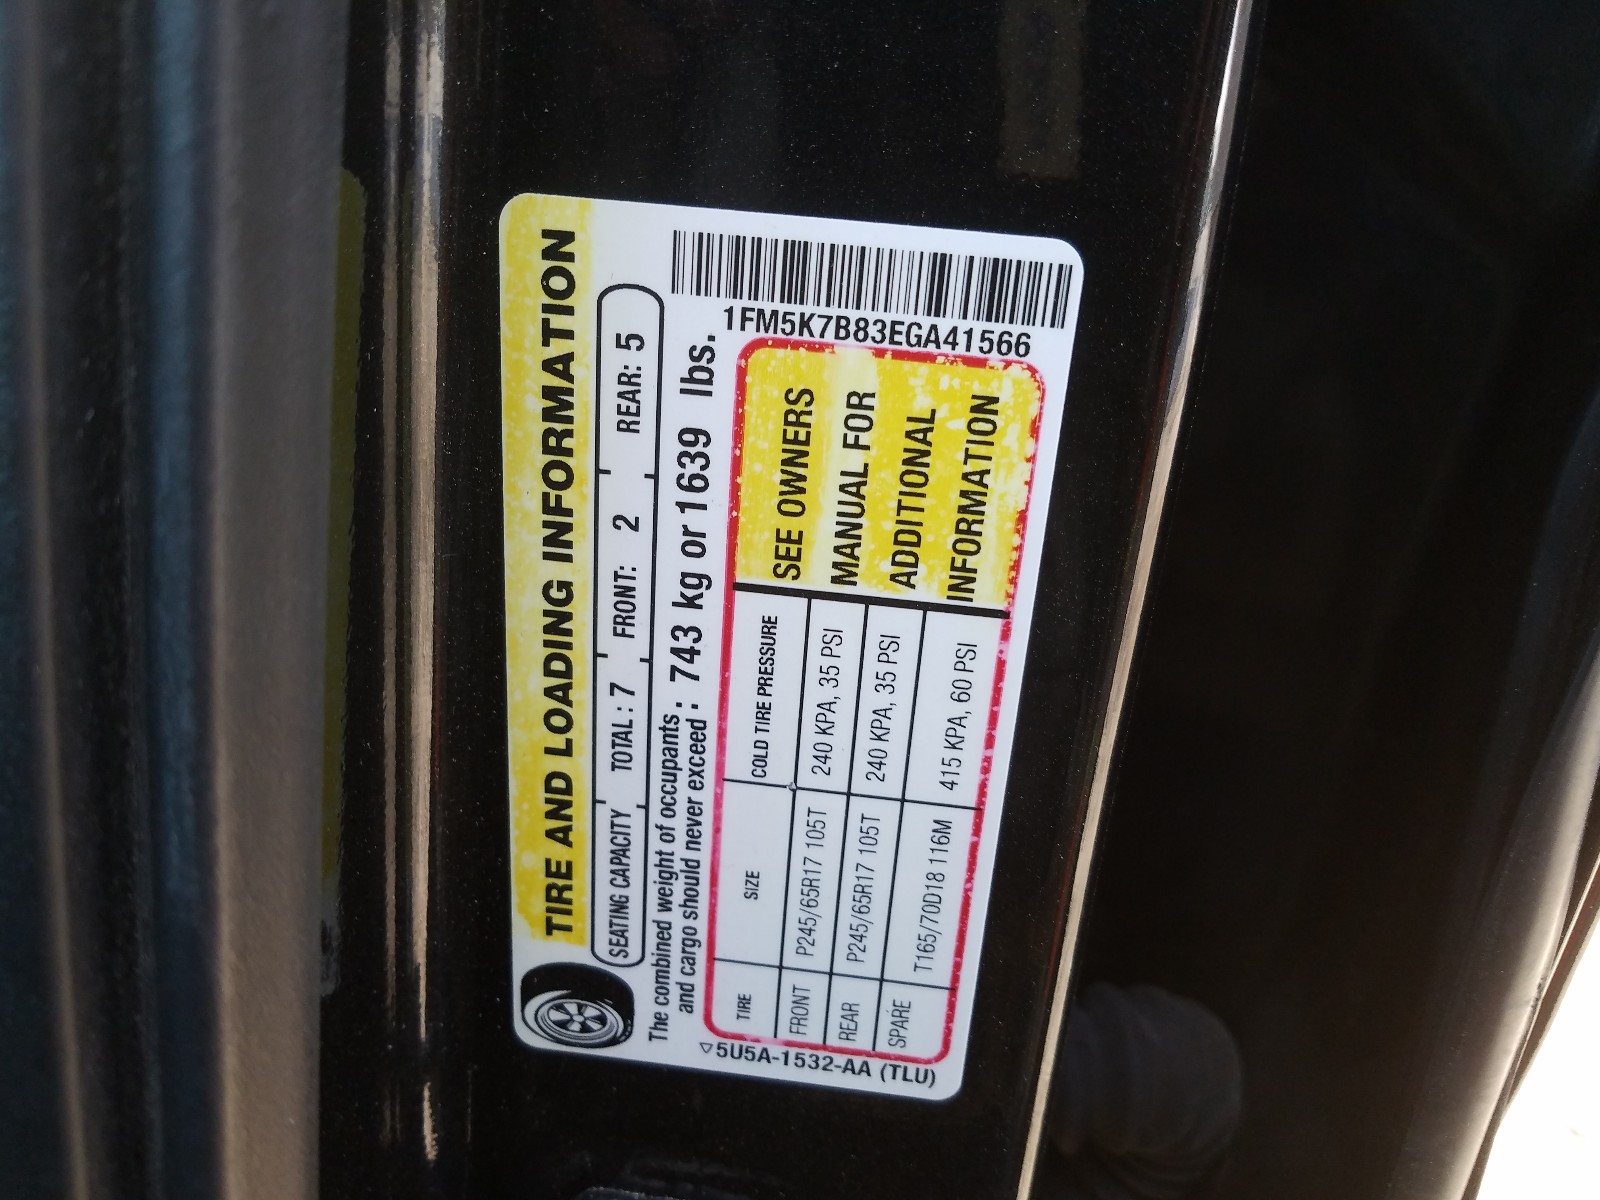 TIRE AND LOADING INFORMATION
SEATING CAPACITY TOTAL : 7 FRONT: 2 REAR: 5
The combined weight of occupants
and cargo should never exceed : 743 kg or 1639 lbs.
TIRE SIZE COLD TIRE PRESSURE
FRONT P245/65R17 105T 240 KPA, 35 PSI
REAR P245/65R17 105T 240 KPA, 35 PSI
SPARE T165/70D18 116M 415 KPA, 60 PSI
SEE OWNERS
MANUAL FOR
ADDITIONAL
INFORMATION
1FM5K7B83EGA41566
5U5A-1532-AA (TLU)